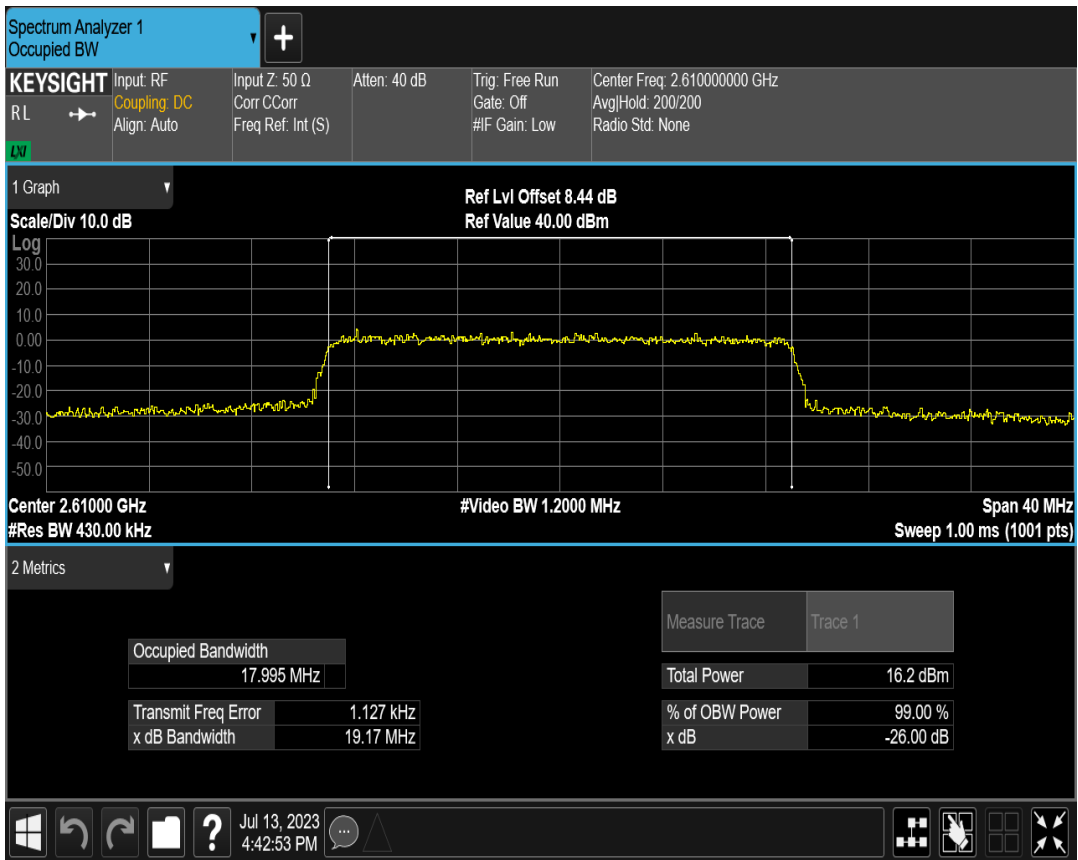 Spectrum Analyzer 1
Occupied BW
+
KEYSIGHT
R L
LXI
Input: RF
Coupling: DC
Align: Auto
Input Z: 50 Ω
Corr CCorr
Freq Ref: Int (S)
Atten: 40 dB
Trig: Free Run
Gate: Off
#IF Gain: Low
Center Freq: 2.610000000 GHz
Avg|Hold: 200/200
Radio Std: None
1 Graph
Scale/Div 10.0 dB
Ref Lvl Offset 8.44 dB
Ref Value 40.00 dBm
Log
30.0
20.0
10.0
0.00
-10.0
-20.0
-30.0
-40.0
-50.0
Center 2.61000 GHz
#Video BW 1.2000 MHz
Span 40 MHz
#Res BW 430.00 kHz
Sweep 1.00 ms (1001 pts)
2 Metrics
Measure Trace Trace 1
Occupied Bandwidth
17.995 MHz
Total Power 16.2 dBm
Transmit Freq Error 1.127 kHz
% of OBW Power 99.00 %
x dB Bandwidth 19.17 MHz
x dB -26.00 dB
?
Jul 13, 2023
4:42:53 PM